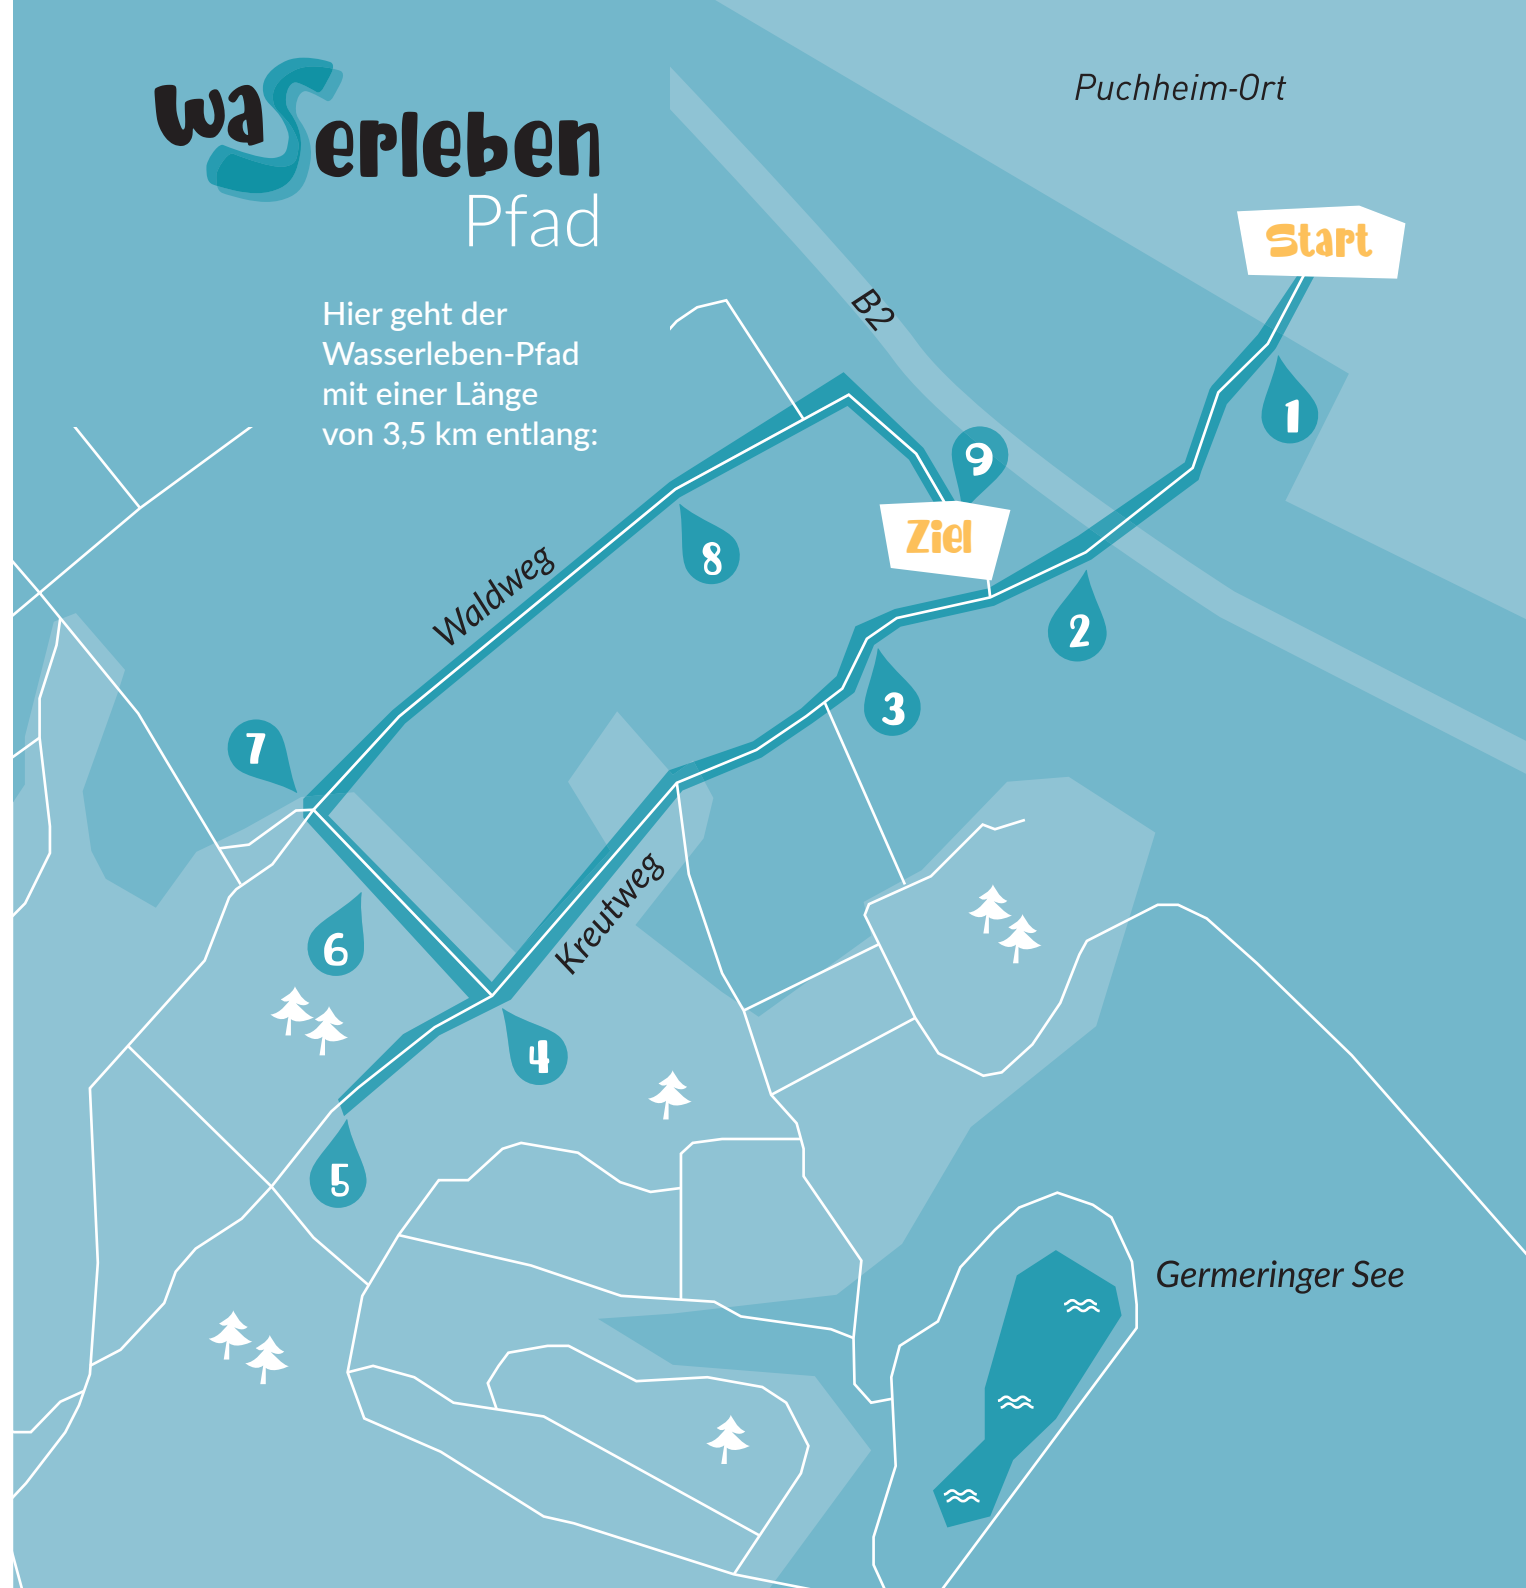 waSerleben
Pfad
Puchheim-Ort
Start
Hier geht der
Wasserleben-Pfad
mit einer Länge
von 3,5 km entlang:
B2
1
9
Ziel
8
Waldweg
2
3
7
Kreutweg
6
4
5
Germeringer See